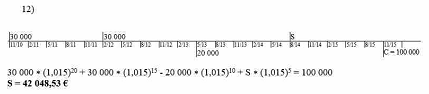 12)
30 000 30 000 S
11/10 2/11 5/11 8/11 11/11 2/12 5/12 8/12 11/12 2/13 5/13 8/13 11/13 2/14 5/14 8/14 11/14 2/15 5/15 8/15 11/15
20 000 C = 100 000
30 000 * (1,015)20 + 30 000 * (1,015)15 - 20 000 * (1,015)10 + S * (1,015)5 = 100 000
S = 42 048,53 €